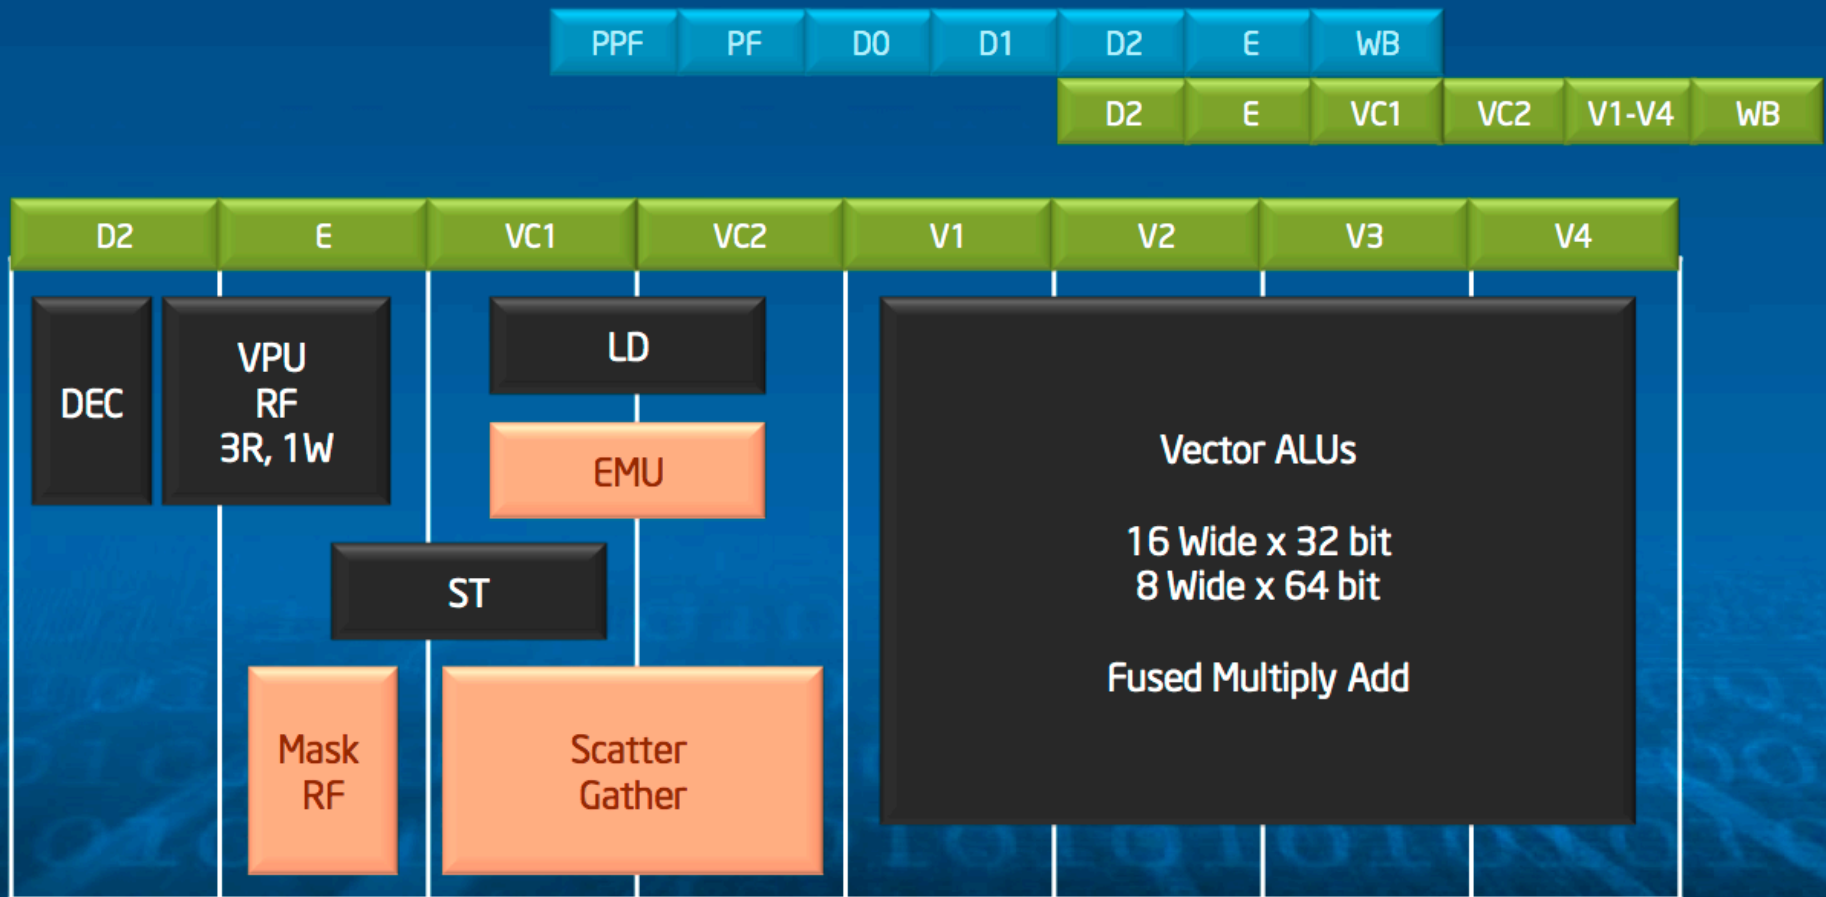 PPF PF D0 D1 D2 E WB
D2 E VC1 VC2 V1-V4 WB
D2 E VC1 VC2 V1 V2 V3 V4
DEC
VPU
RF
3R, 1W
LD
EMU
ST
Mask
RF
Scatter
Gather
Vector ALUs
16 Wide x 32 bit
8 Wide x 64 bit
Fused Multiply Add